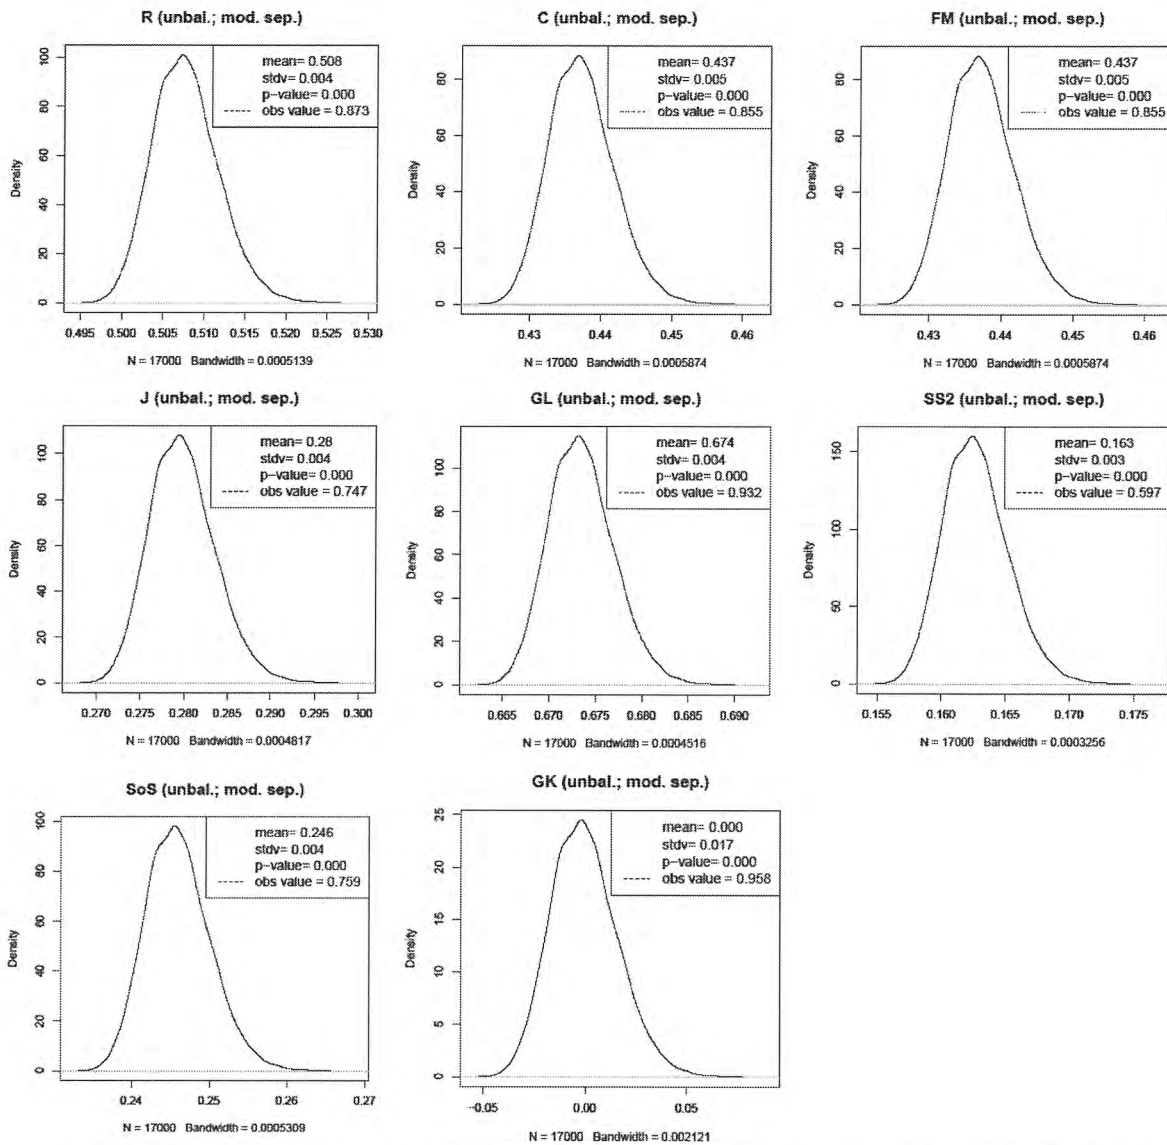 R (unbal.; mod. sep.)
mean= 0.508
stdv= 0.004
p-value= 0.000
obs value = 0.873
Density
0 20 40 60 80 100
0.495 0.500 0.505 0.510 0.515 0.520 0.525 0.530
N = 17000 Bandwidth = 0.0005139
C (unbal.; mod. sep.)
mean= 0.437
stdv= 0.005
p-value= 0.000
obs value = 0.855
Density
0 20 40 60 80
0.43 0.44 0.45 0.46
N = 17000 Bandwidth = 0.0005874
FM (unbal.; mod. sep.)
mean= 0.437
stdv= 0.005
p-value= 0.000
obs value = 0.855
Density
0 20 40 60 80
0.43 0.44 0.45 0.46
N = 17000 Bandwidth = 0.0005874
J (unbal.; mod. sep.)
mean= 0.28
stdv= 0.004
p-value= 0.000
obs value = 0.747
Density
0 20 40 60 80 100
0.270 0.275 0.280 0.285 0.290 0.295 0.300
N = 17000 Bandwidth = 0.0004817
GL (unbal.; mod. sep.)
mean= 0.674
stdv= 0.004
p-value= 0.000
obs value = 0.932
Density
0 20 40 60 80 100
0.665 0.670 0.675 0.680 0.685 0.690
N = 17000 Bandwidth = 0.0004516
SS2 (unbal.; mod. sep.)
mean= 0.163
stdv= 0.003
p-value= 0.000
obs value = 0.597
Density
0 50 100 150
0.155 0.160 0.165 0.170 0.175
N = 17000 Bandwidth = 0.0003256
SoS (unbal.; mod. sep.)
mean= 0.246
stdv= 0.004
p-value= 0.000
obs value = 0.759
Density
0 20 40 60 80 100
0.24 0.25 0.26 0.27
N = 17000 Bandwidth = 0.0005309
GK (unbal.; mod. sep.)
mean= 0.000
stdv= 0.017
p-value= 0.000
obs value = 0.958
Density
0 5 10 15 20 25
-0.05 0.00 0.05
N = 17000 Bandwidth = 0.002121